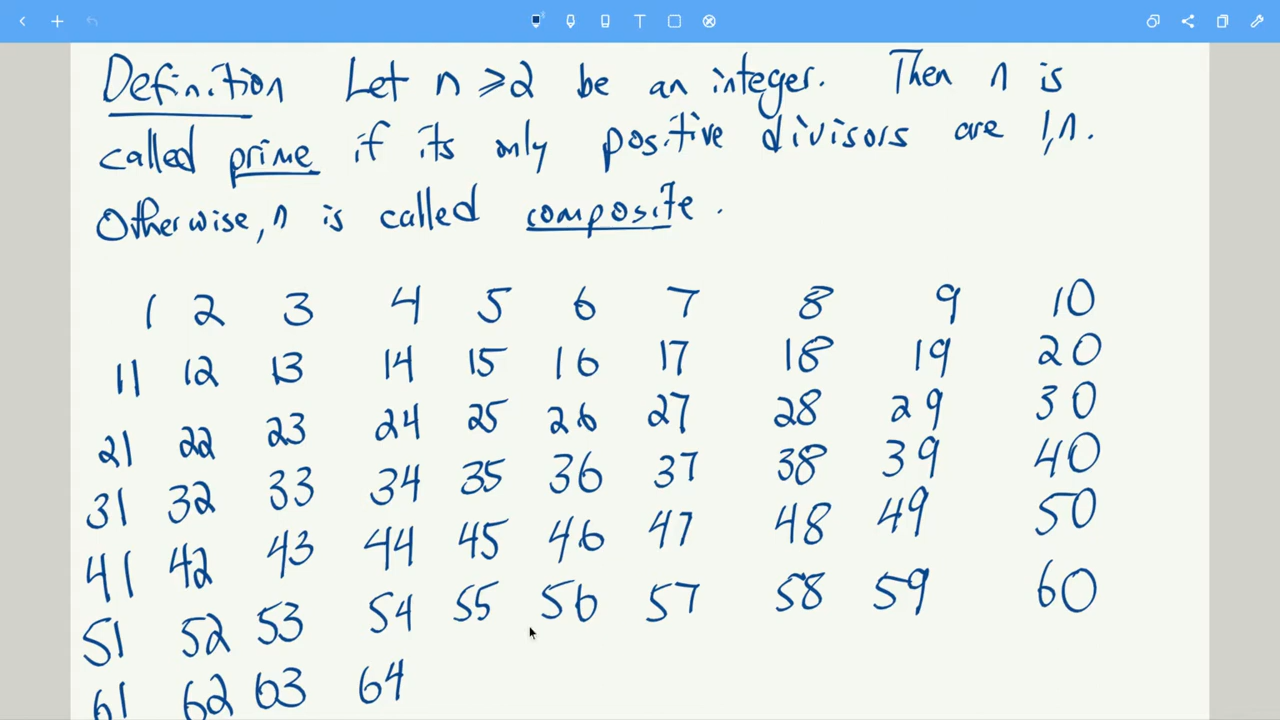 Definition Let n ⩾ 2 be an integer. Then n is
called prime if its only positive divisors are 1, n.
Otherwise, n is called composite.
1 2 3 4 5 6 7 8 9 10
11 12 13 14 15 16 17 18 19 20
21 22 23 24 25 26 27 28 29 30
31 32 33 34 35 36 37 38 39 40
41 42 43 44 45 46 47 48 49 50
51 52 53 54 55 56 57 58 59 60
61 62 63 64